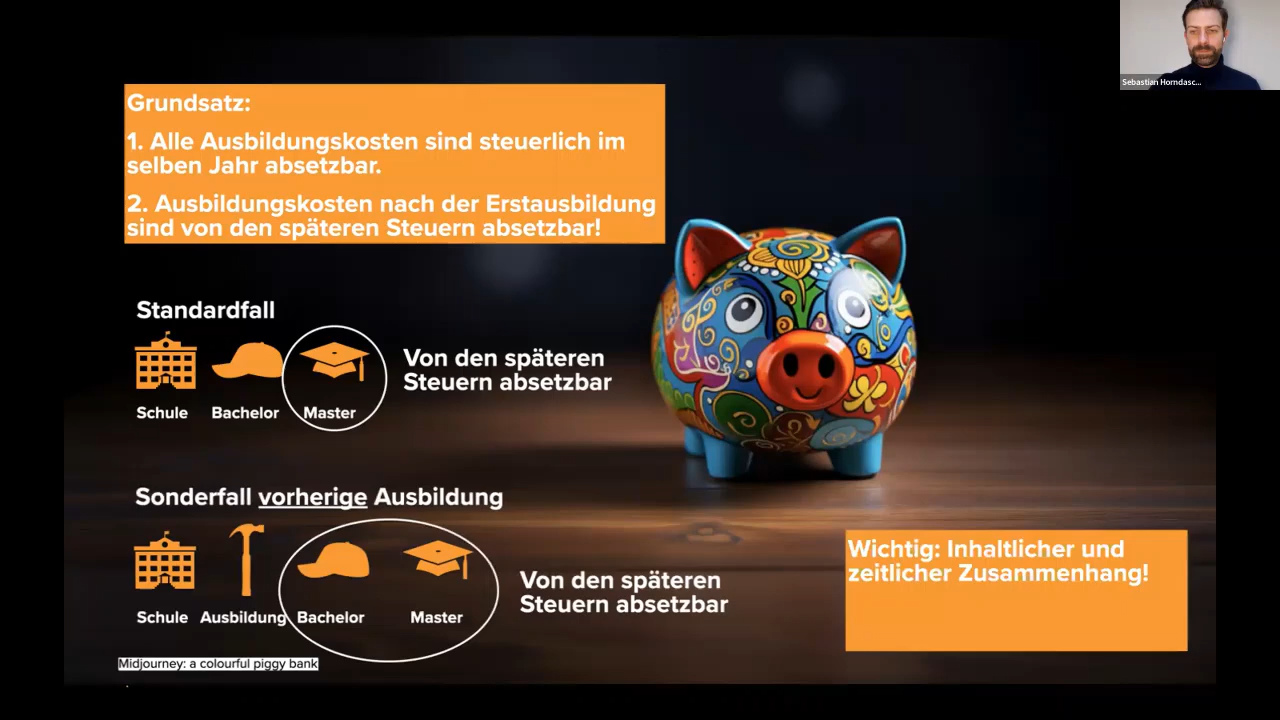 Sebastian Horndasc...
Grundsatz:
1. Alle Ausbildungskosten sind steuerlich im
selben Jahr absetzbar.
2. Ausbildungskosten nach der Erstausbildung
sind von den späteren Steuern absetzbar!
Standardfall
Von den späteren
Steuern absetzbar
Schule Bachelor Master
Sonderfall vorherige Ausbildung
Wichtig: Inhaltlicher und
zeitlicher Zusammenhang!
Von den späteren
Steuern absetzbar
Schule Ausbildung Bachelor Master
Midjourney: a colourful piggy bank